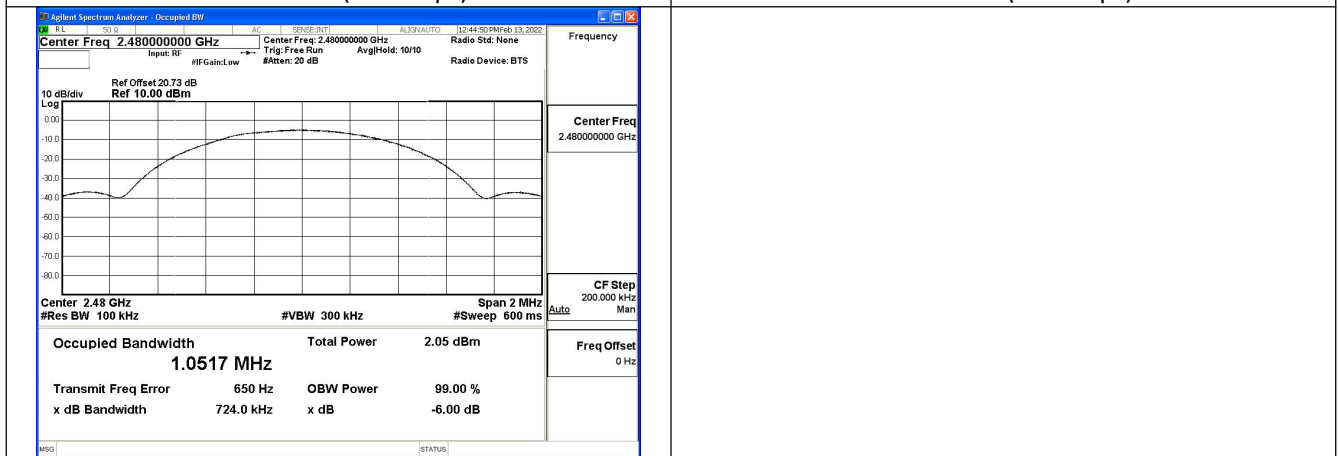 Agilent Spectrum Analyzer - Occupied BW
RL 50 Ω AC SENSE:INT ALIGNAUTO 12:44:50 PMFeb 13, 2022
Center Freq 2.480000000 GHz
Center Freq: 2.480000000 GHz
Radio Std: None
Input: RF
Trig: Free Run Avg|Hold: 10/10
#IFGain:Low
#Atten: 20 dB
Radio Device: BTS
Frequency
Ref Offset 20.73 dB
10 dB/div Ref 10.00 dBm
Log
0.00
-10.0
-20.0
-30.0
-40.0
-50.0
-60.0
-70.0
-80.0
Center 2.48 GHz Span 2 MHz
#Res BW 100 kHz #VBW 300 kHz #Sweep 600 ms
Center Freq
2.480000000 GHz
CF Step
200.000 kHz
Auto Man
Freq Offset
0 Hz
Occupied Bandwidth Total Power 2.05 dBm
1.0517 MHz
Transmit Freq Error 650 Hz OBW Power 99.00 %
x dB Bandwidth 724.0 kHz x dB -6.00 dB
MSG STATUS